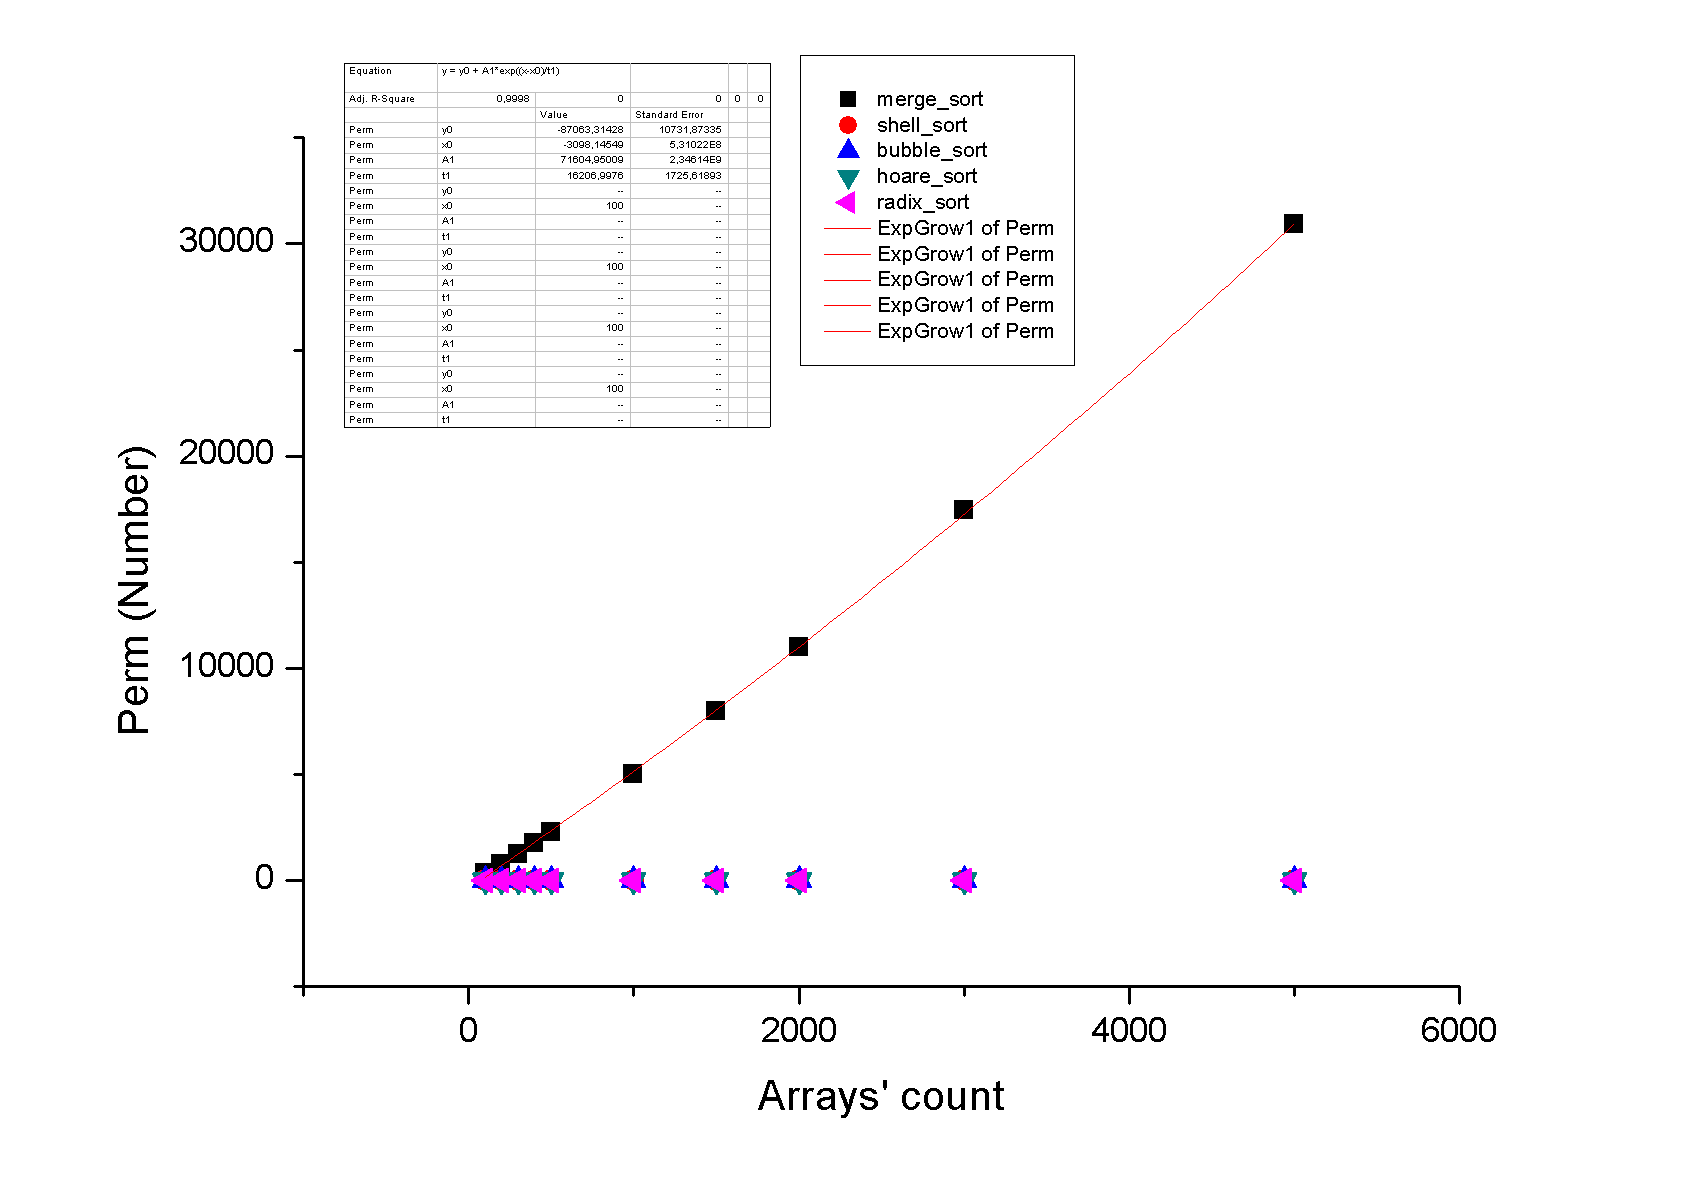 Equation y = y0 + A1*exp((x-x0)/t1)
Adj. R-Square 0,9998 0 0 0 0
Value Standard Error
Perm y0 -87063,31428 10731,87335
Perm x0 -3098,14549 5,31022E8
Perm A1 71604,95009 2,34614E9
Perm t1 16206,9976 1725,61893
Perm y0 -- --
Perm x0 100 --
Perm A1 -- --
Perm t1 -- --
Perm y0 -- --
Perm x0 100 --
Perm A1 -- --
Perm t1 -- --
Perm y0 -- --
Perm x0 100 --
Perm A1 -- --
Perm t1 -- --
Perm y0 -- --
Perm x0 100 --
Perm A1 -- --
Perm t1 -- --
merge_sort
shell_sort
bubble_sort
hoare_sort
radix_sort
ExpGrow1 of Perm
ExpGrow1 of Perm
ExpGrow1 of Perm
ExpGrow1 of Perm
ExpGrow1 of Perm
30000
20000
10000
0
Perm (Number)
0 2000 4000 6000
Arrays' count